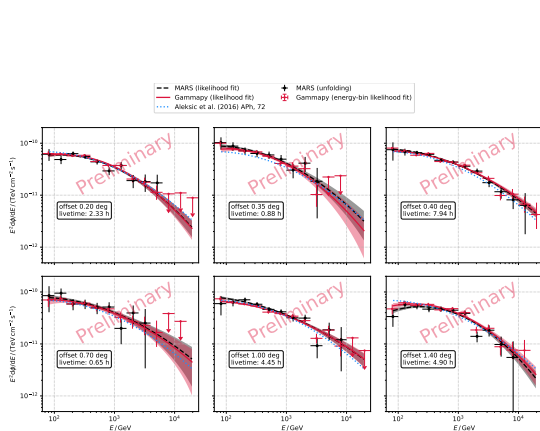 MARS (likelihood fit)
Gammapy (likelihood fit)
Aleksic et al. (2016) APh, 72
MARS (unfolding)
Gammapy (energy-bin likelihood fit)
E²dϕ/dE / (TeV cm⁻² s⁻¹)
10⁻¹⁰
10⁻¹¹
10⁻¹²
Preliminary
offset 0.20 deg
livetime: 2.33 h
Preliminary
offset 0.35 deg
livetime: 0.88 h
Preliminary
offset 0.40 deg
livetime: 7.94 h
E²dϕ/dE / (TeV cm⁻² s⁻¹)
10⁻¹⁰
10⁻¹¹
10⁻¹²
Preliminary
offset 0.70 deg
livetime: 0.65 h
Preliminary
offset 1.00 deg
livetime: 4.45 h
Preliminary
offset 1.40 deg
livetime: 4.90 h
10² 10³ 10⁴
10² 10³ 10⁴
10² 10³ 10⁴
E / GeV
E / GeV
E / GeV